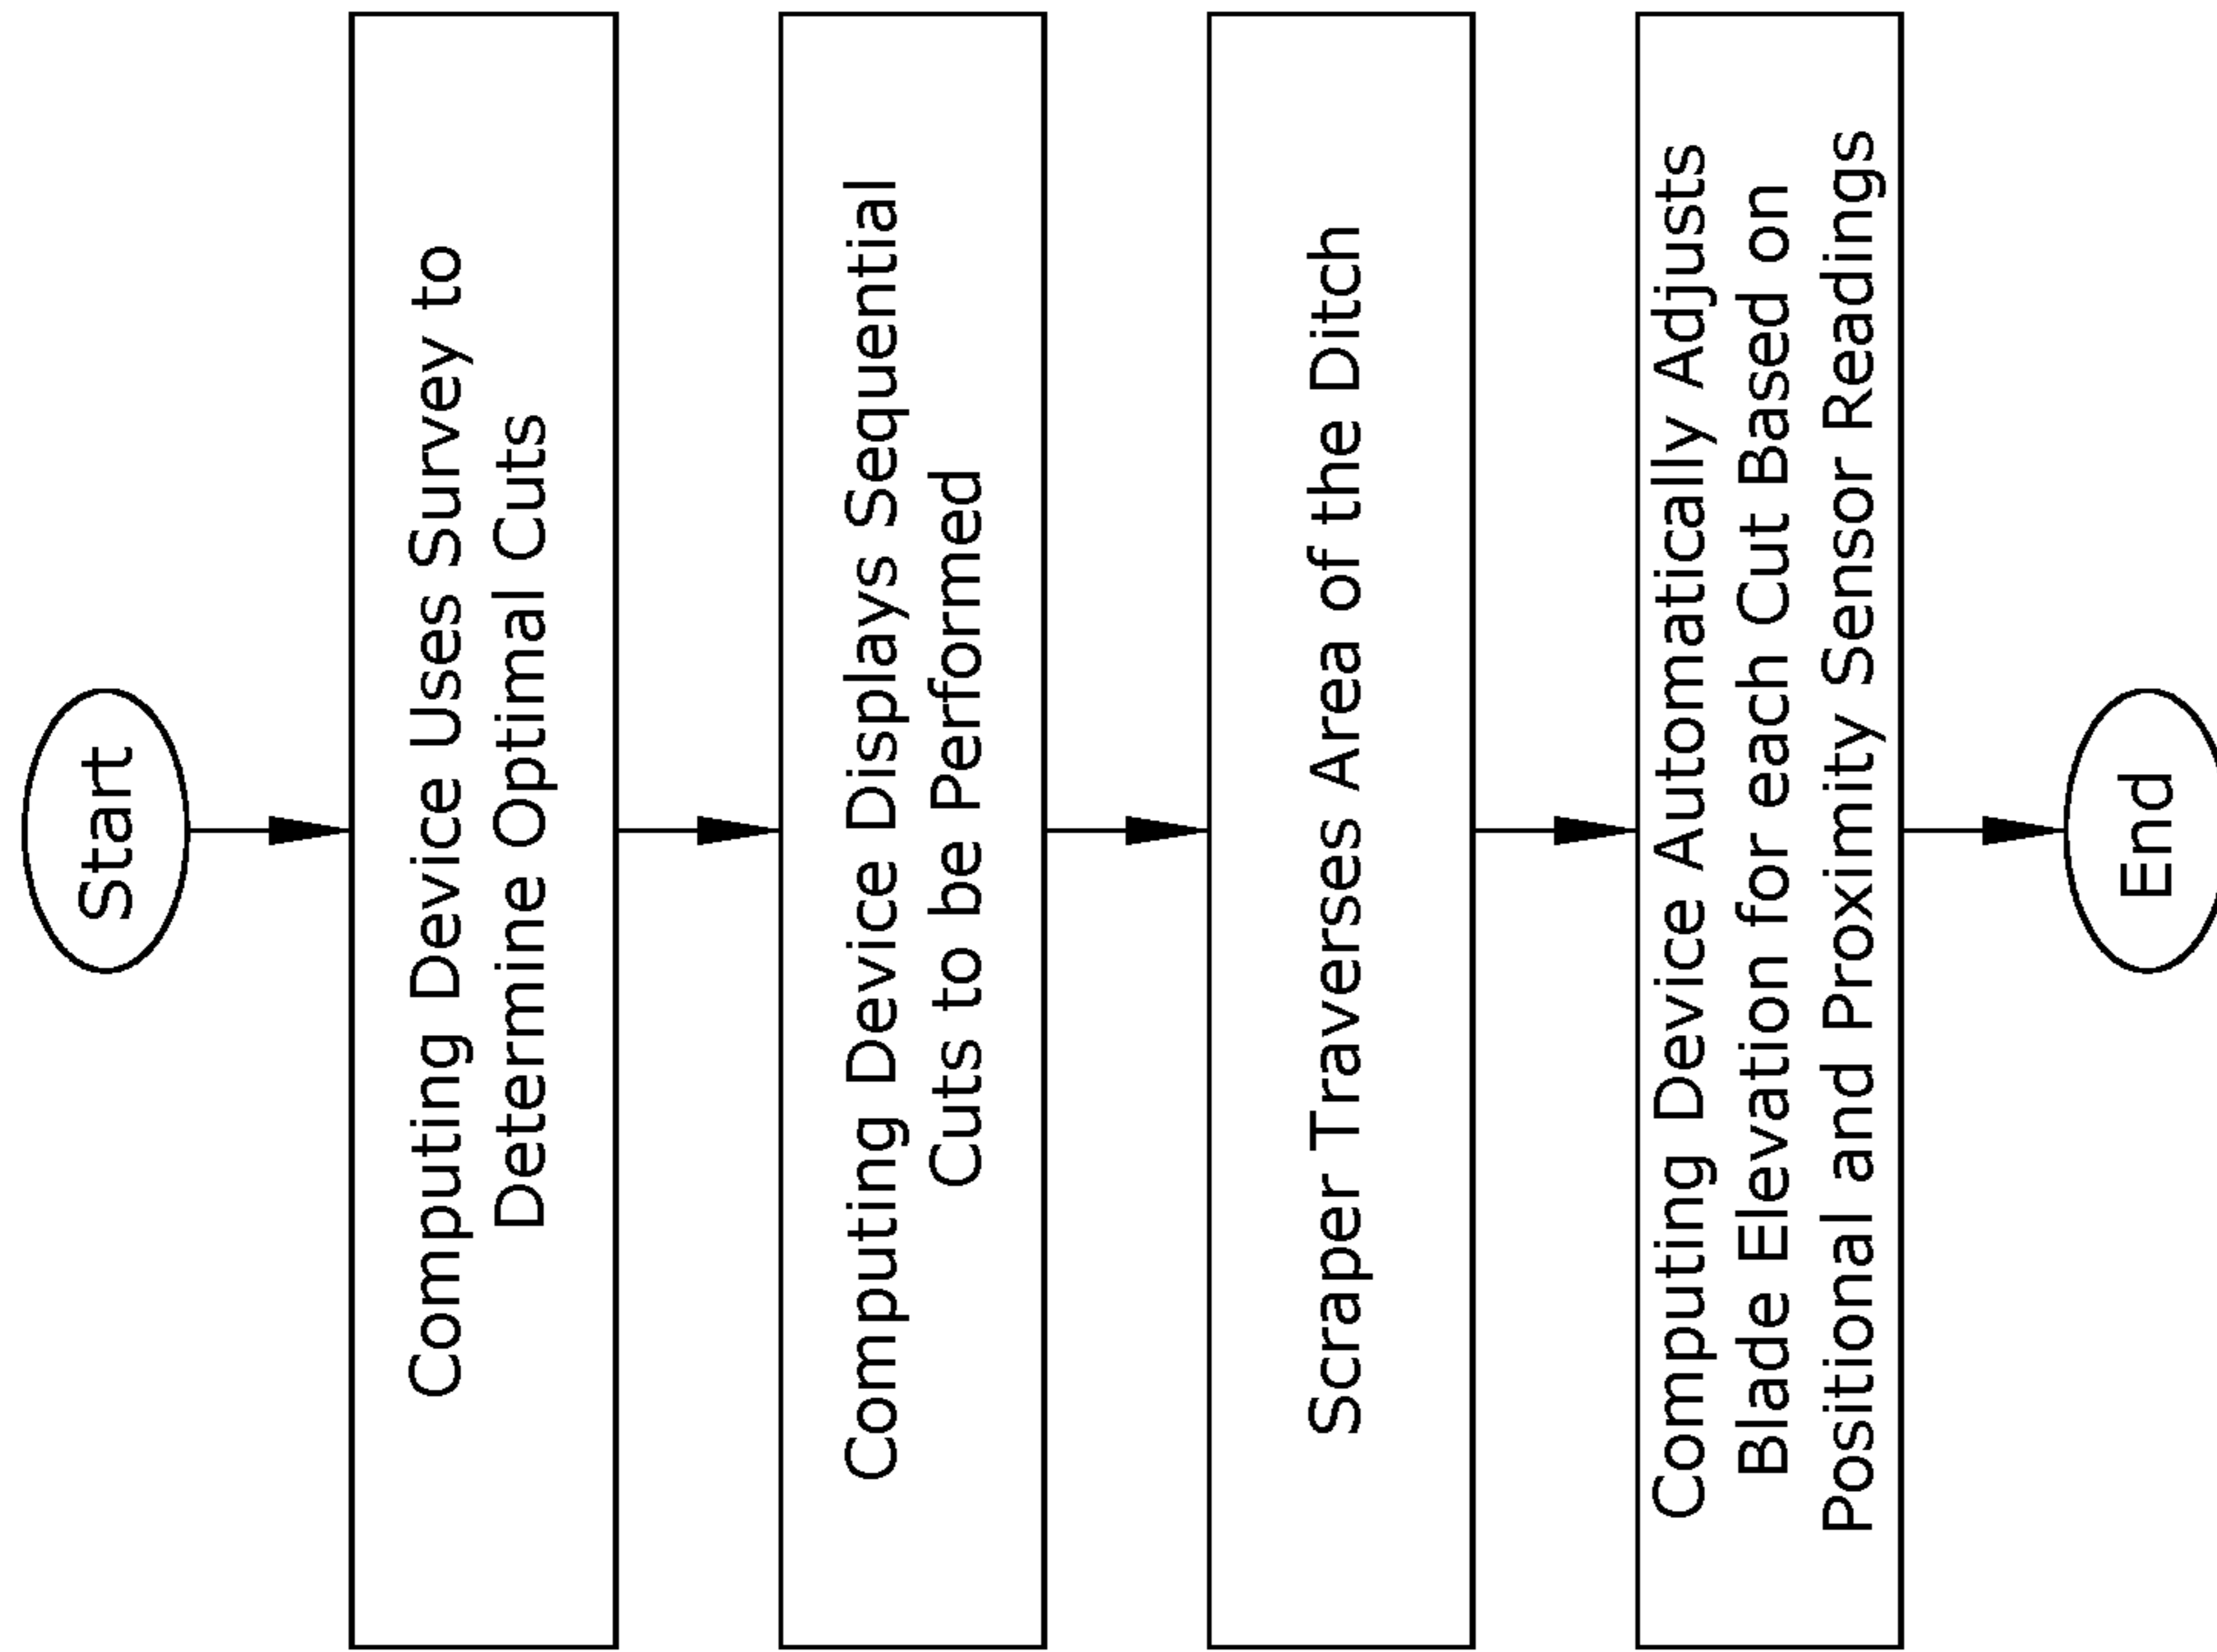 Start
Computing Device Uses Survey to
Determine Optimal Cuts
Computing Device Displays Sequential
Cuts to be Performed
Scraper Traverses Area of the Ditch
Computing Device Automatically Adjusts
Blade Elevation for each Cut Based on
Positional and Proximity Sensor Readings
End